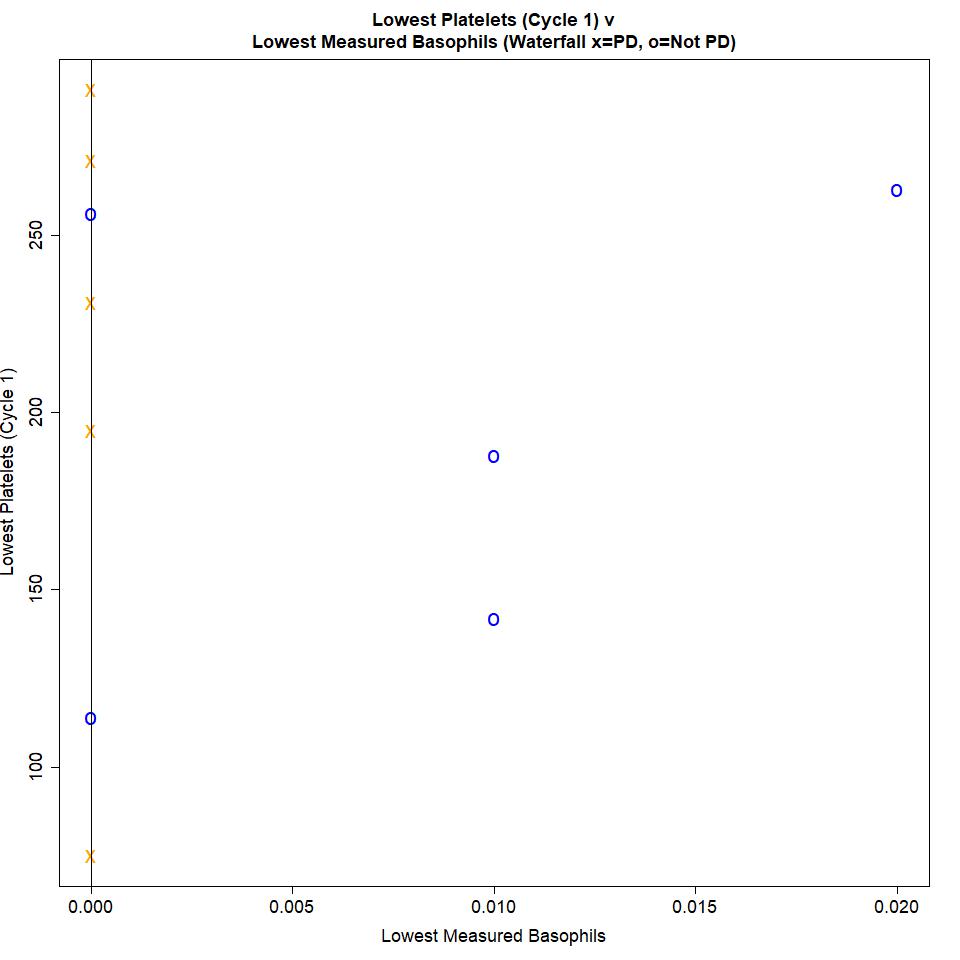 Lowest Platelets (Cycle 1) v
Lowest Measured Basophils (Waterfall x=PD, o=Not PD)
Lowest Platelets (Cycle 1)
250
200
150
100
X
X
O
O
X
X
O
O
O
X
0.000 0.005 0.010 0.015 0.020
Lowest Measured Basophils